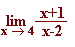 lim x+1
x → 4 x-2